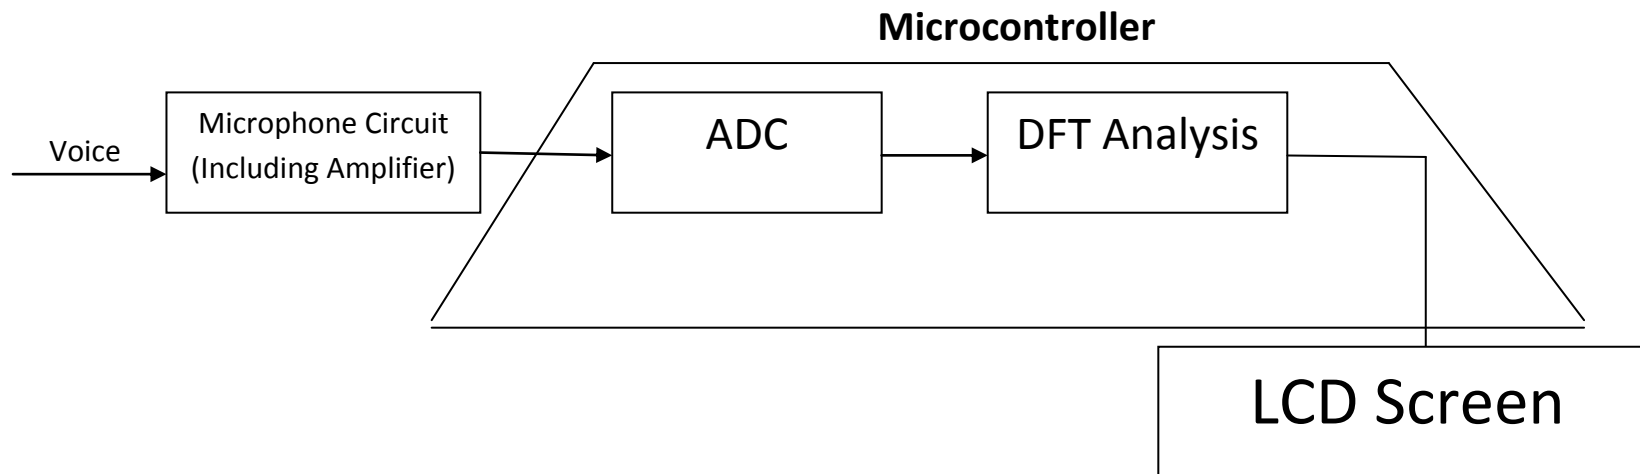 Microcontroller
Voice
Microphone Circuit
(Including Amplifier)
ADC
DFT Analysis
LCD Screen